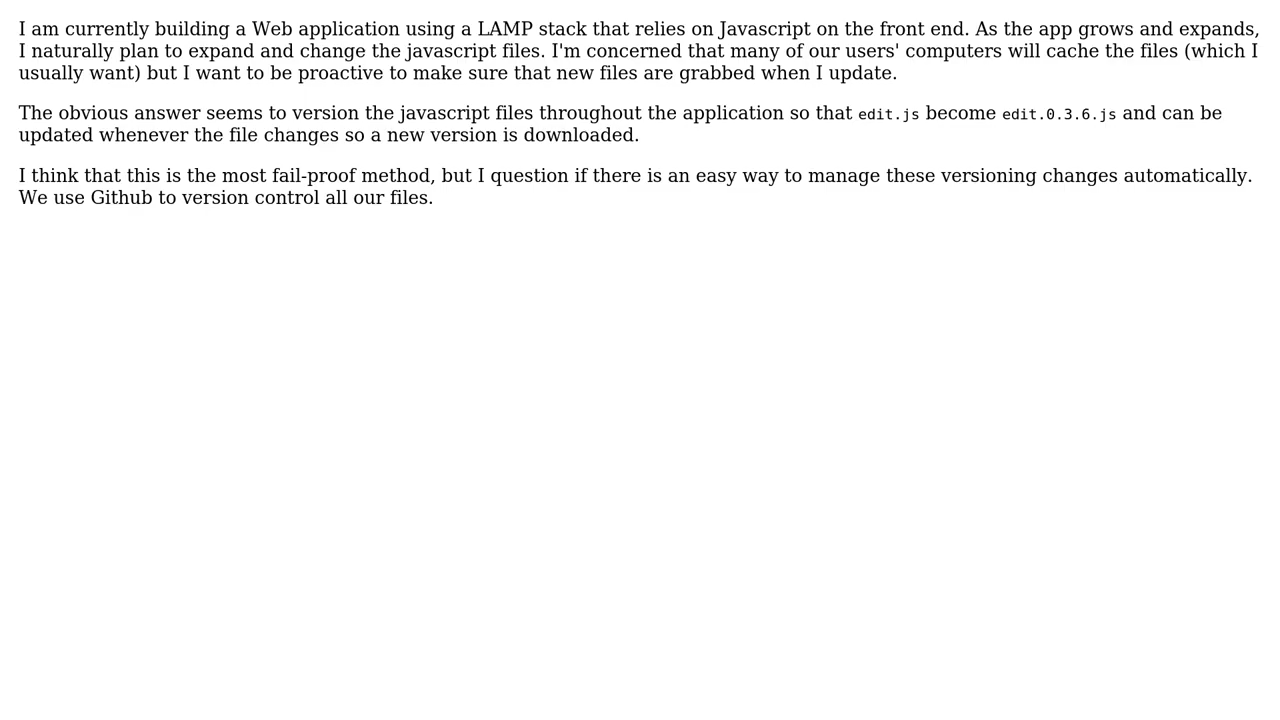 I am currently building a Web application using a LAMP stack that relies on Javascript on the front end. As the app grows and expands,
I naturally plan to expand and change the javascript files. I'm concerned that many of our users' computers will cache the files (which I
usually want) but I want to be proactive to make sure that new files are grabbed when I update.
The obvious answer seems to version the javascript files throughout the application so that edit.js become edit.0.3.6.js and can be
updated whenever the file changes so a new version is downloaded.
I think that this is the most fail-proof method, but I question if there is an easy way to manage these versioning changes automatically.
We use Github to version control all our files.